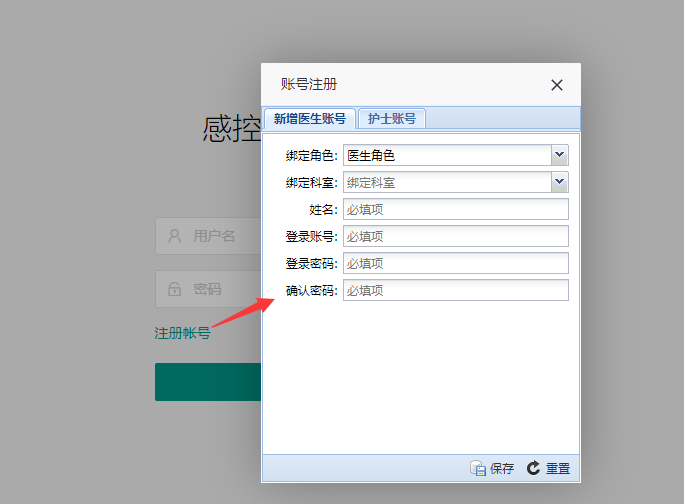 账号注册
新增医生账号 护士账号
感控
绑定角色: 医生角色
绑定科室: 绑定科室
姓名: 必填项
登录账号: 必填项
登录密码: 必填项
确认密码: 必填项
用户名
密码
注册帐号
保存 重置